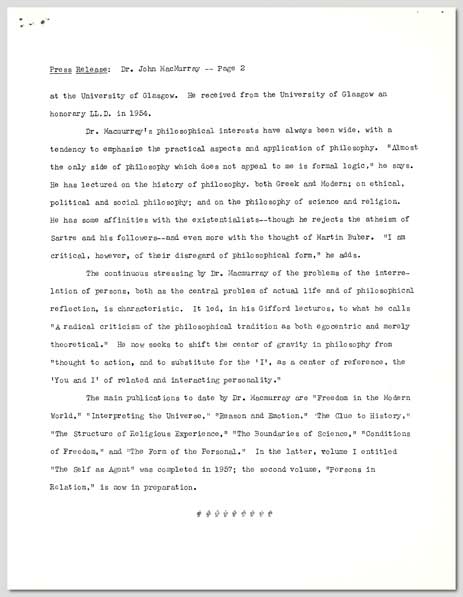 Press Release: Dr. John MacMurray -- Page 2
at the University of Glasgow. He received from the University of Glasgow an
honorary LL.D. in 1954.
Dr. Macmurray's philosophical interests have always been wide, with a
tendency to emphasize the practical aspects and application of philosophy. "Almost
the only side of philosophy which does not appeal to me is formal logic," he says.
He has lectured on the history of philosophy, both Greek and Modern; on ethical,
political and social philosophy; and on the philosophy of science and religion.
He has some affinities with the existentialists--though he rejects the atheism of
Sartre and his followers--and even more with the thought of Martin Buber. "I am
critical, however, of their disregard of philosophical form," he adds.
The continuous stressing by Dr. Macmurray of the problems of the interre-
lation of persons, both as the central problem of actual life and of philosophical
reflection, is characteristic. It led, in his Gifford lectures, to what he calls
"A radical criticism of the philosophical tradition as both egocentric and merely
theoretical." He now seeks to shift the center of gravity in philosophy from
"thought to action, and to substitute for the 'I', as a center of reference, the
'You and I' of related and interacting personality."
The main publications to date by Dr. Macmurray are "Freedom in the Modern
World," "Interpreting the Universe," "Reason and Emotion," "The Clue to History,"
"The Structure of Religious Experience," "The Boundaries of Science," "Conditions
of Freedom," and "The Form of the Personal." In the latter, volume I entitled
"The Self as Agent" was completed in 1957; the second volume, "Persons in
Relation," is now in preparation.
# # # # # # # # #